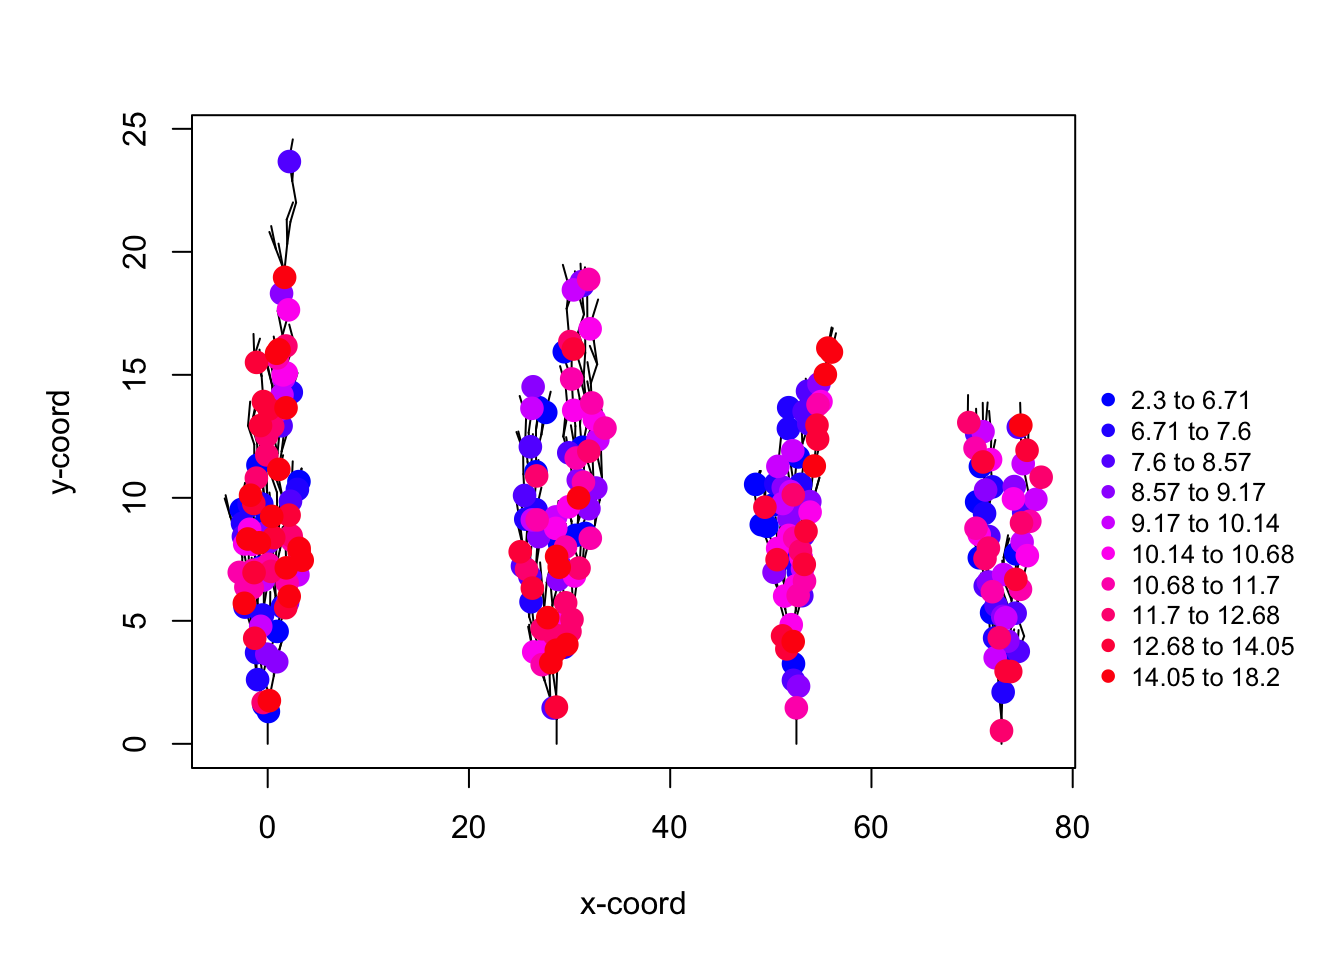 25
20
15
10
5
0
y-coord
0 20 40 60 80
x-coord
2.3 to 6.71
6.71 to 7.6
7.6 to 8.57
8.57 to 9.17
9.17 to 10.14
10.14 to 10.68
10.68 to 11.7
11.7 to 12.68
12.68 to 14.05
14.05 to 18.2